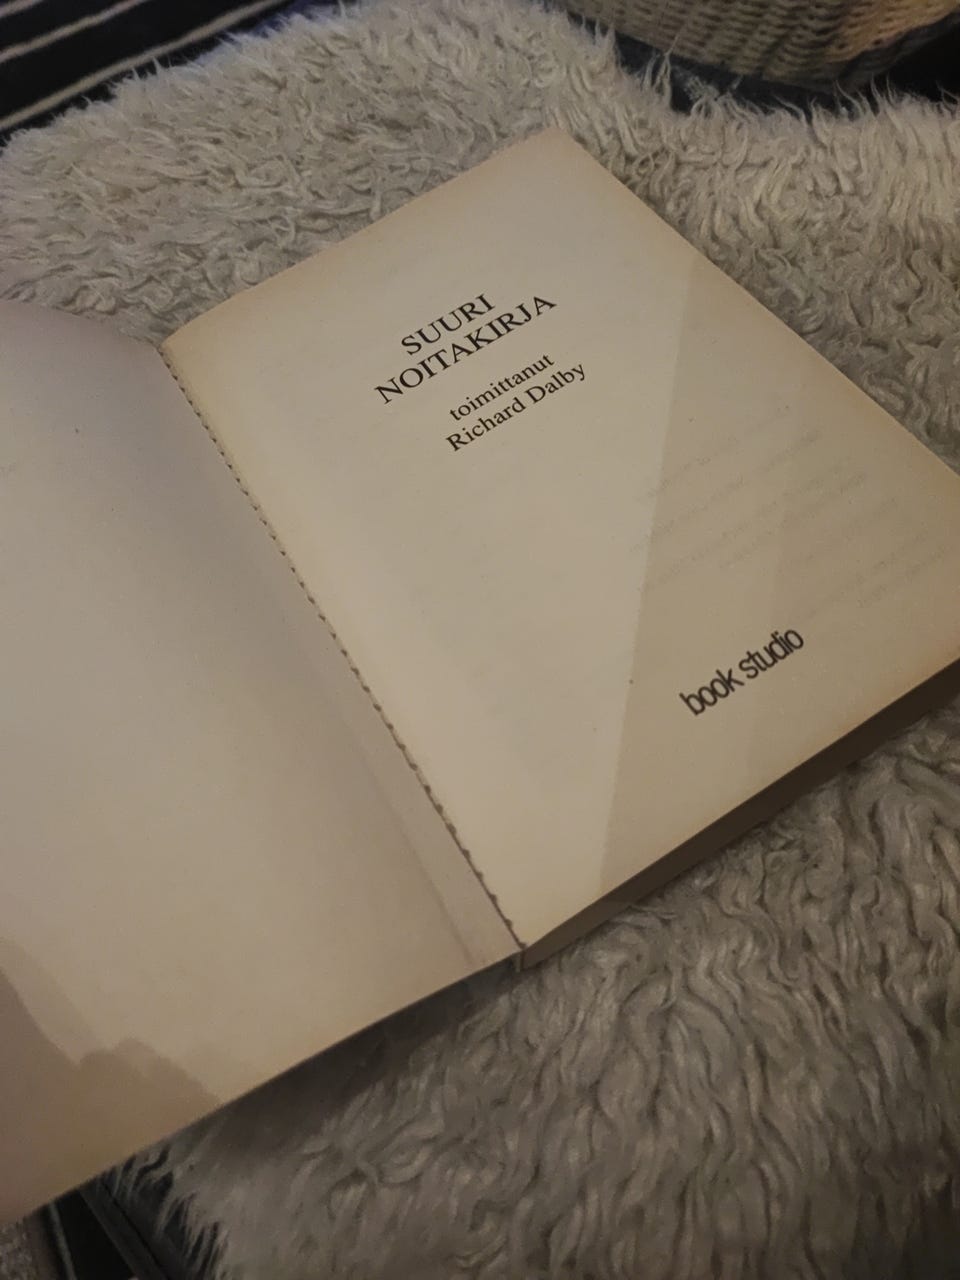 SUURI
NOITAKIRJA
toimittanut
Richard Dalby
book studio